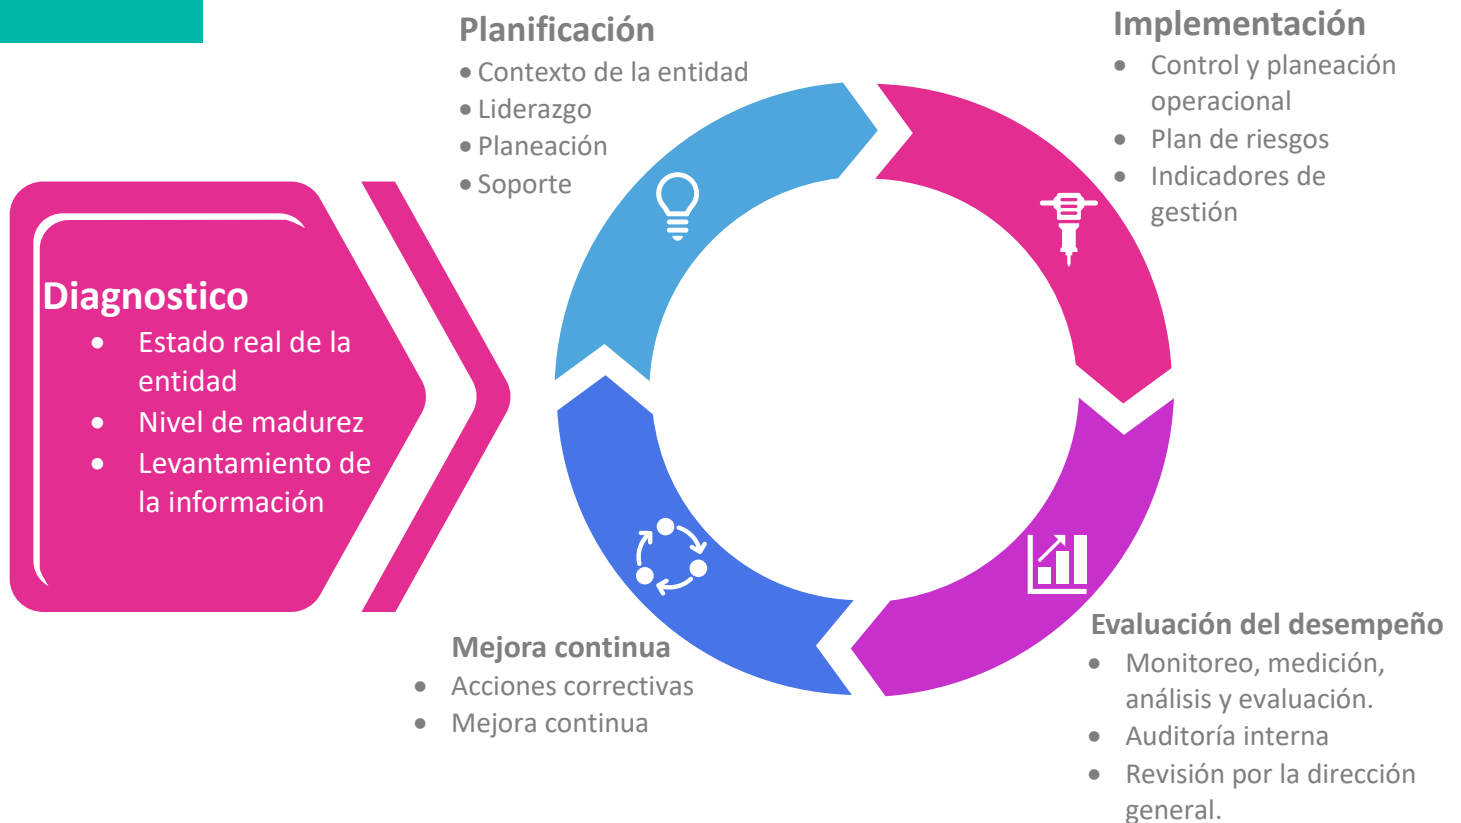 Diagnostico
• Estado real de la
entidad
• Nivel de madurez
• Levantamiento de
la información
Planificación
• Contexto de la entidad
• Liderazgo
• Planeación
• Soporte
Implementación
• Control y planeación
operacional
• Plan de riesgos
• Indicadores de
gestión
Evaluación del desempeño
• Monitoreo, medición,
análisis y evaluación.
• Auditoría interna
• Revisión por la dirección
general.
Mejora continua
• Acciones correctivas
• Mejora continua